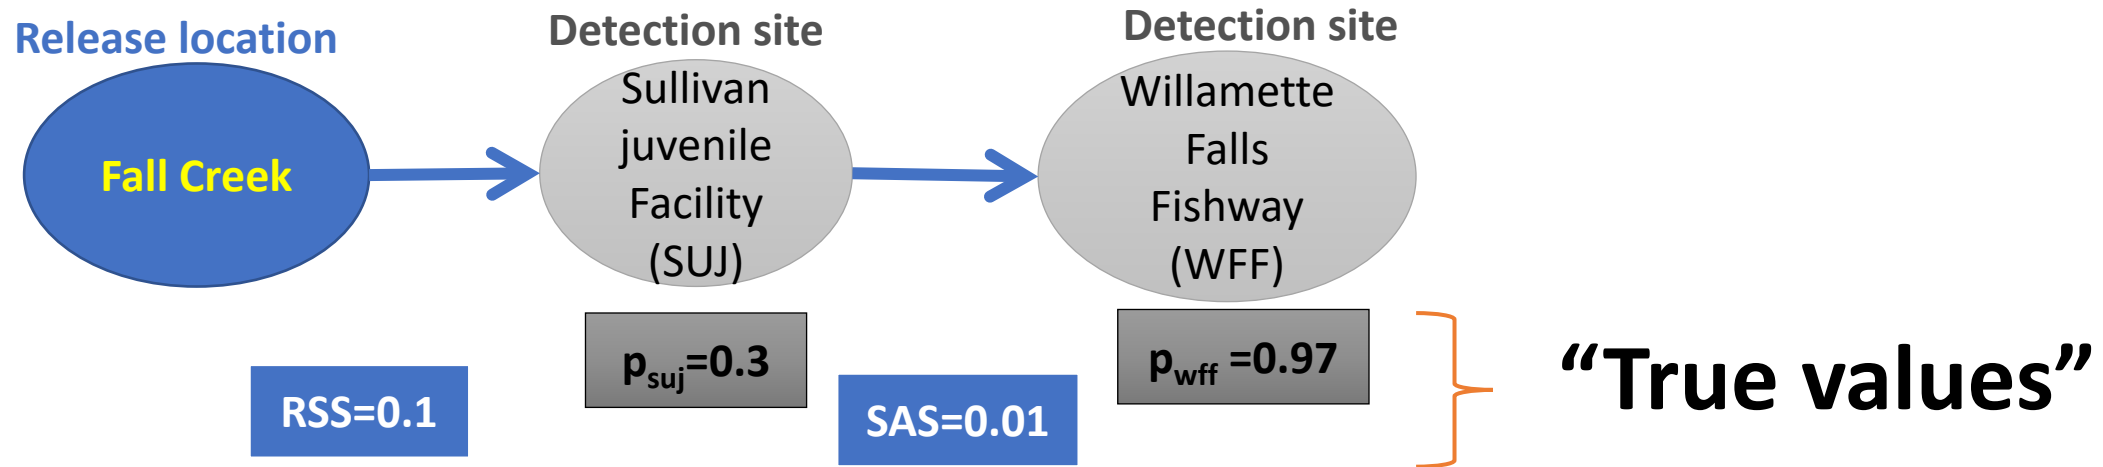 Release location
Fall Creek
Detection site
Sullivan
juvenile
Facility
(SUJ)
Detection site
Willamette
Falls
Fishway
(WFF)
RSS=0.1
psuj=0.3
SAS=0.01
pwff =0.97
“True values”